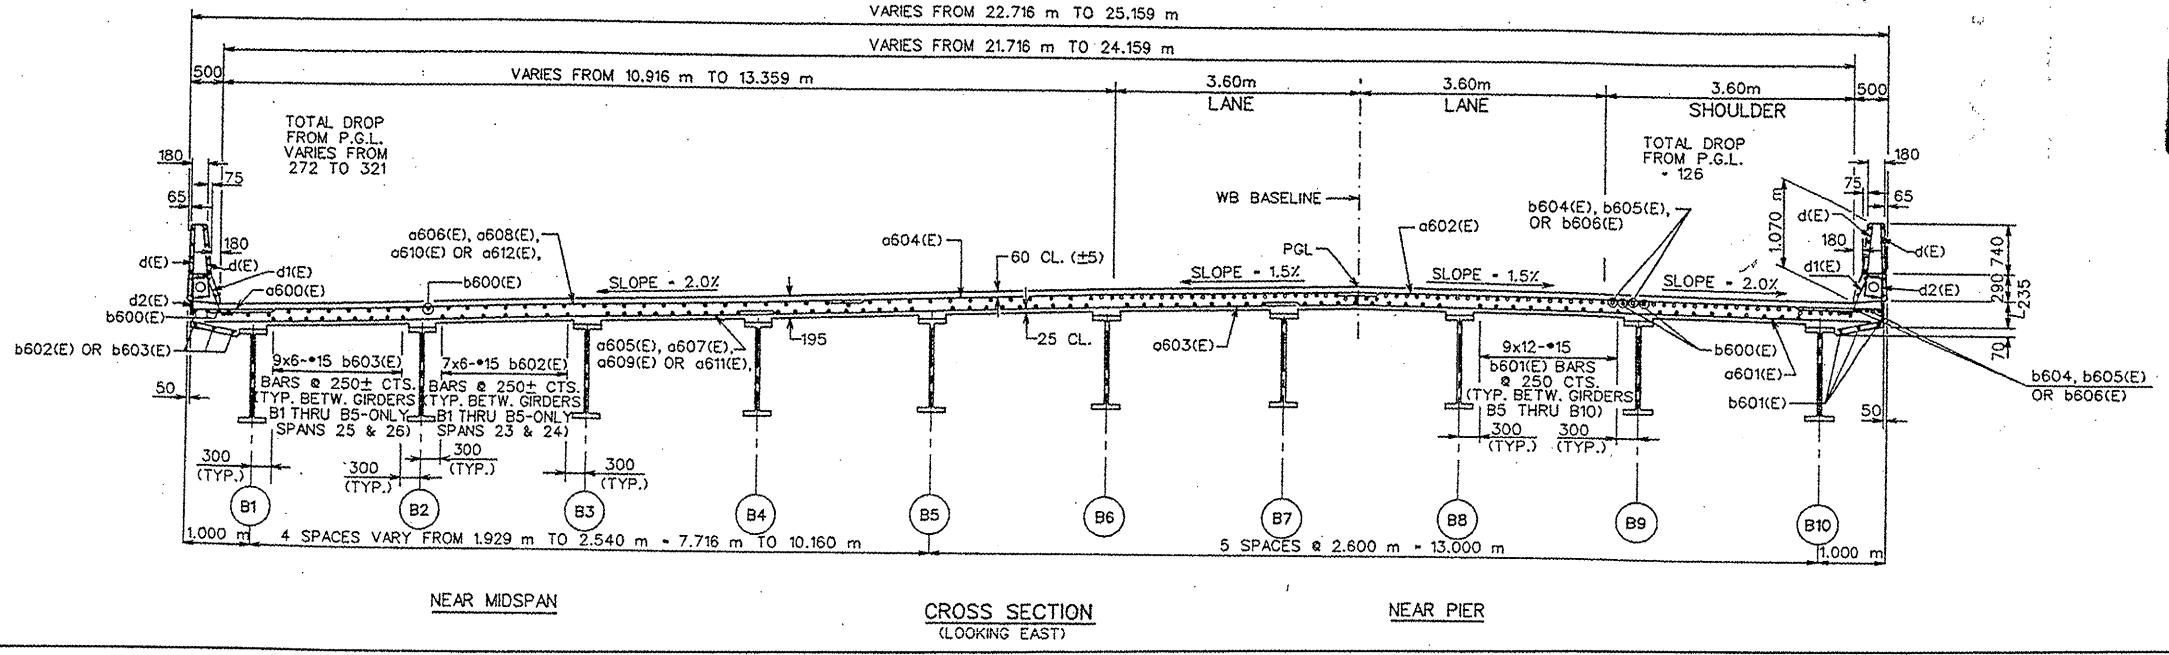 VARIES FROM 22.716 m TO 25.159 m
VARIES FROM 21.716 m TO 24.159 m
500
VARIES FROM 10.916 m TO 13.359 m
3.60m
LANE
3.60m
LANE
3.60m
SHOULDER
500
TOTAL DROP
FROM P.G.L.
VARIES FROM
272 TO 321
TOTAL DROP
FROM P.G.L.
- 126
180
75
65
180
180
75
65
1.070 m
180
WB BASELINE
b604(E), b605(E),
OR b606(E)
a606(E), a608(E),
a610(E) OR a612(E),
a604(E)
60 CL. (±5)
PGL
a602(E)
d(E)
d(E)
d1(E)
d(E)
d(E)
d1(E)
740
290
235
70
d2(E)
a600(E)
b600(E)
SLOPE - 2.0%
SLOPE - 1.5%
SLOPE - 1.5%
SLOPE - 2.0%
d2(E)
b600(E)
b602(E) OR b603(E)
9x6-#15 b603(E)
BARS @ 250± CTS.
(TYP. BETW. GIRDERS
B1 THRU B5-ONLY
SPANS 25 & 26)
7x6-#15 b602(E)
BARS @ 250± CTS.
(TYP. BETW. GIRDERS
B1 THRU B5-ONLY
SPANS 23 & 24)
a605(E), a607(E),
a609(E) OR a611(E),
195
25 CL.
a603(E)
9x12-#15
b601(E) BARS
@ 250 CTS.
(TYP. BETW. GIRDERS
B5 THRU B10)
b600(E)
a601(E)
b601(E)
b604, b605(E)
OR b606(E)
50
50
300
(TYP.)
300
(TYP.)
300
(TYP.)
300
(TYP.)
300
(TYP.)
300
(TYP.)
B1
B2
B3
B4
B5
B6
B7
B8
B9
B10
1.000 m
4 SPACES VARY FROM 1.929 m TO 2.540 m = 7.716 m TO 10.160 m
5 SPACES @ 2.600 m = 13.000 m
1.000 m
NEAR MIDSPAN
CROSS SECTION
(LOOKING EAST)
NEAR PIER